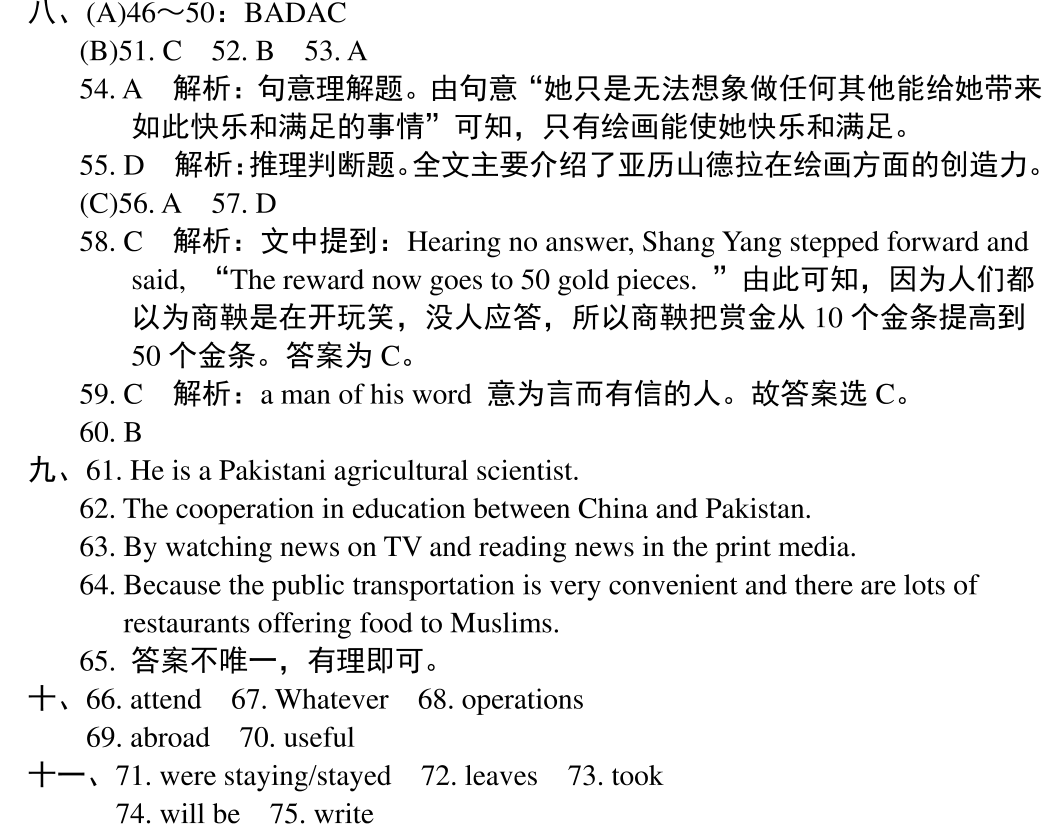 八、(A)46～50：BADAC
(B)51. C 52. B 53. A
54. A 解析：句意理解题。由句意“她只是无法想象做任何其他能给她带来
如此快乐和满足的事情”可知，只有绘画能使她快乐和满足。
55. D 解析：推理判断题。全文主要介绍了亚历山德拉在绘画方面的创造力。
(C)56. A 57. D
58. C 解析：文中提到：Hearing no answer, Shang Yang stepped forward and
said, “The reward now goes to 50 gold pieces. ”由此可知，因为人们都
以为商鞅是在开玩笑，没人应答，所以商鞅把赏金从 10 个金条提高到
50 个金条。答案为 C。
59. C 解析：a man of his word 意为言而有信的人。故答案选 C。
60. B
九、61. He is a Pakistani agricultural scientist.
62. The cooperation in education between China and Pakistan.
63. By watching news on TV and reading news in the print media.
64. Because the public transportation is very convenient and there are lots of
restaurants offering food to Muslims.
65. 答案不唯一，有理即可。
十、66. attend 67. Whatever 68. operations
69. abroad 70. useful
十一、71. were staying/stayed 72. leaves 73. took
74. will be 75. write